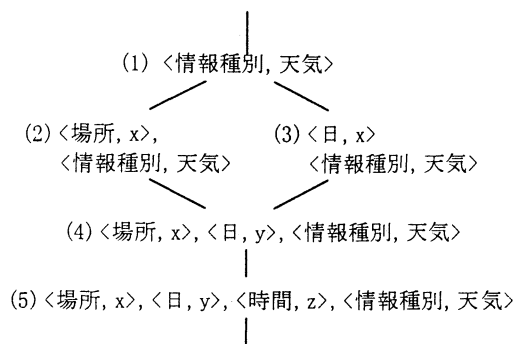 (1) <情報種別, 天気>
(2) <場所, x>, (3) <日, x>
<情報種別, 天気> <情報種別, 天気>
(4) <場所, x>, <日, y>, <情報種別, 天気>
(5) <場所, x>, <日, y>, <時間, z>, <情報種別, 天気>